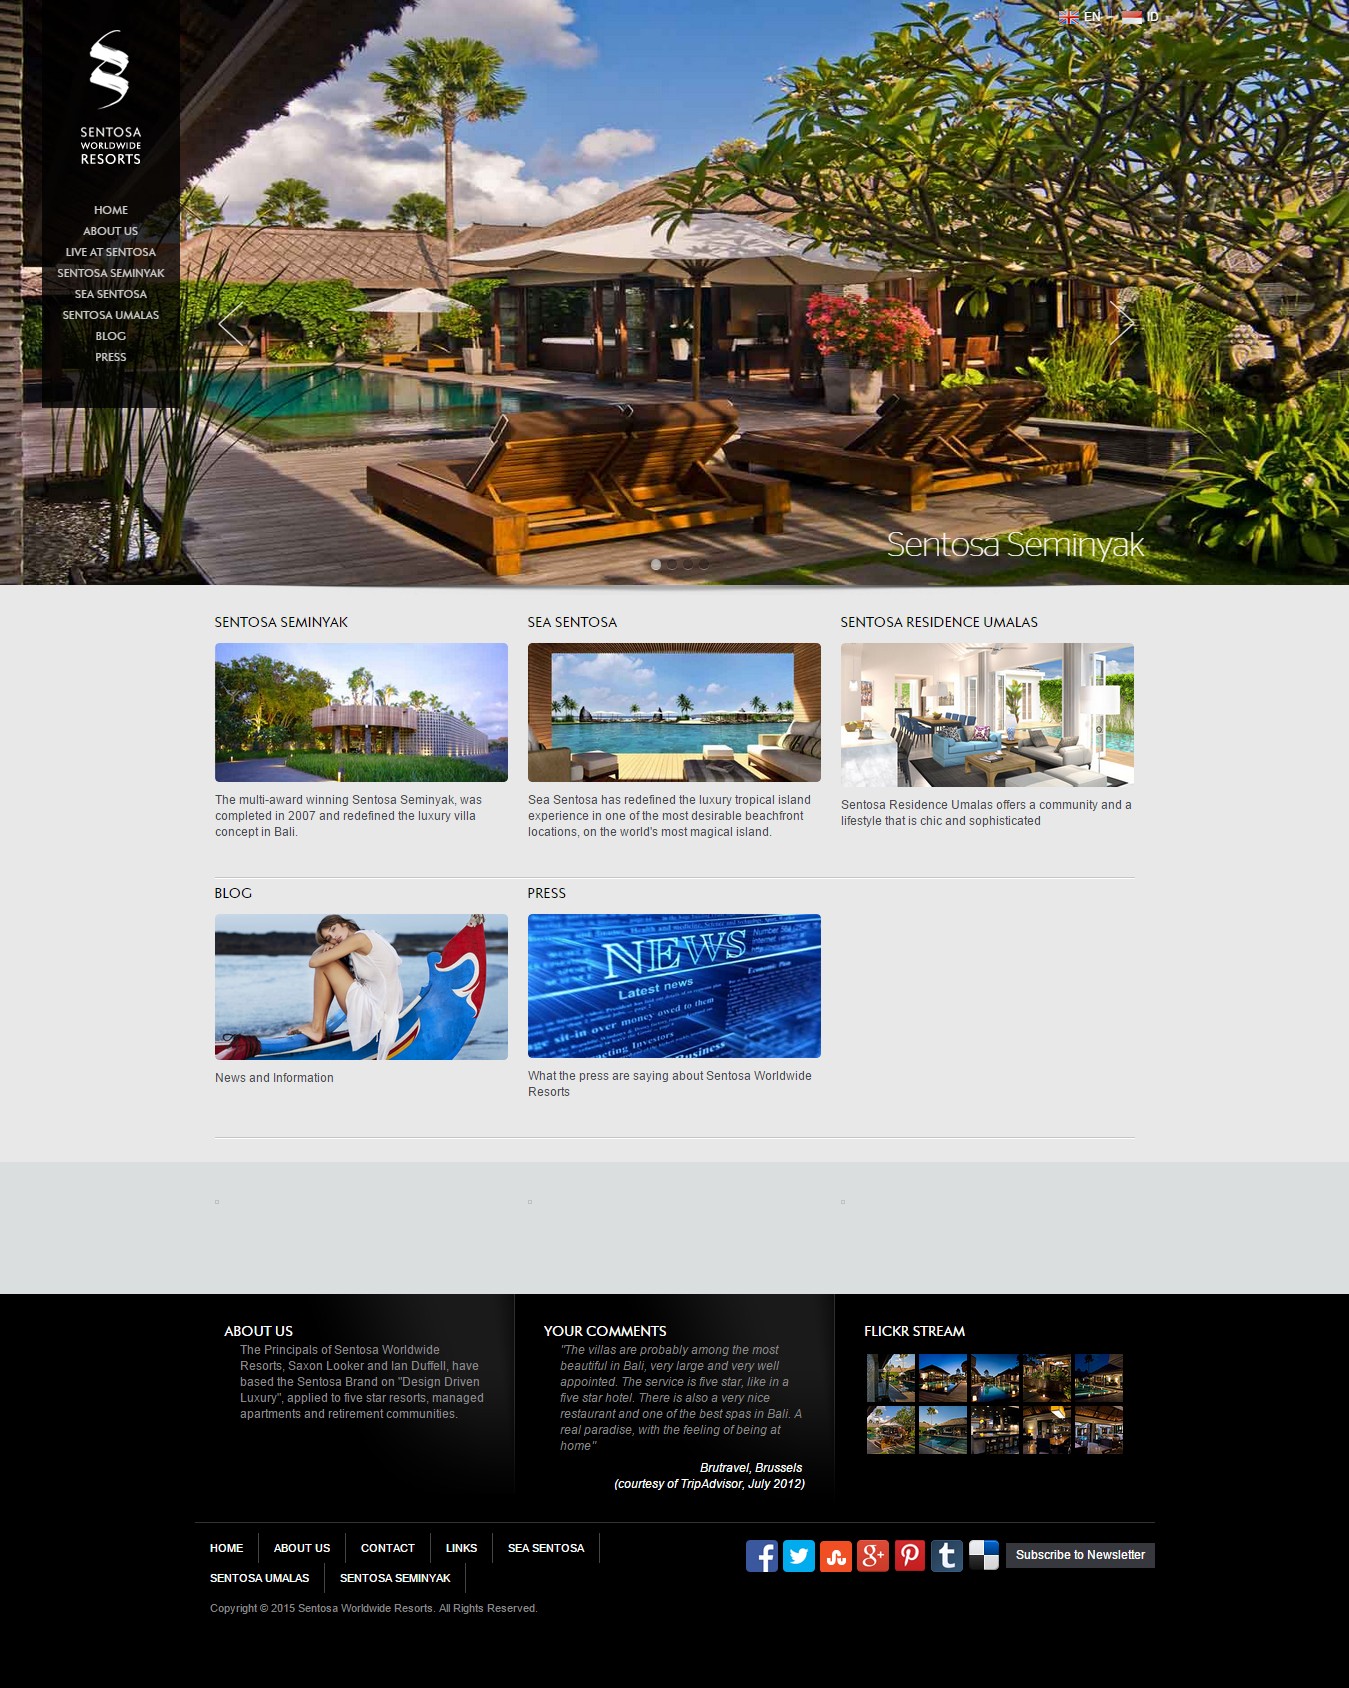 EN
ID
SENTOSA
WORLDWIDE
RESORTS
HOME
ABOUT US
LIVE AT SENTOSA
SENTOSA SEMINYAK
SEA SENTOSA
SENTOSA UMALAS
BLOG
PRESS
Sentosa Seminyak
SENTOSA SEMINYAK
The multi-award winning Sentosa Seminyak, was
completed in 2007 and redefined the luxury villa
concept in Bali.
SEA SENTOSA
Sea Sentosa has redefined the luxury tropical island
experience in one of the most desirable beachfront
locations, on the world's most magical island.
SENTOSA RESIDENCE UMALAS
Sentosa Residence Umalas offers a community and a
lifestyle that is chic and sophisticated
BLOG
News and Information
PRESS
NEWS
Latest news
ge sit-in over money owed to them
Business
What the press are saying about Sentosa Worldwide
Resorts
ABOUT US
The Principals of Sentosa Worldwide
Resorts, Saxon Looker and Ian Duffell, have
based the Sentosa Brand on "Design Driven
Luxury", applied to five star resorts, managed
apartments and retirement communities.
YOUR COMMENTS
"The villas are probably among the most
beautiful in Bali, very large and very well
appointed. The service is five star, like in a
five star hotel. There is also a very nice
restaurant and one of the best spas in Bali. A
real paradise, with the feeling of being at
home"
Brutravel, Brussels
(courtesy of TripAdvisor, July 2012)
FLICKR STREAM
HOME
ABOUT US
CONTACT
LINKS
SEA SENTOSA
SENTOSA UMALAS
SENTOSA SEMINYAK
Subscribe to Newsletter
Copyright © 2015 Sentosa Worldwide Resorts. All Rights Reserved.